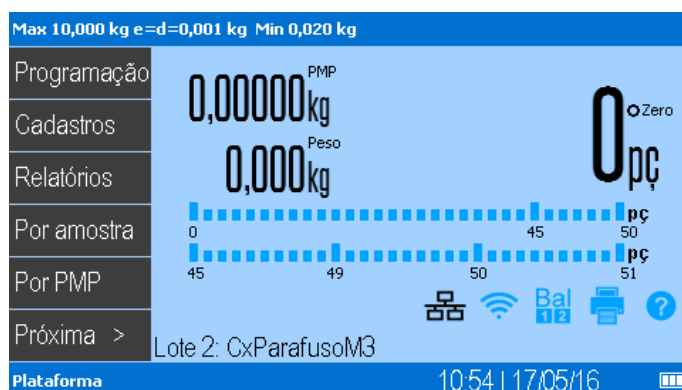 Max 10,000 kg e=d=0,001 kg Min 0,020 kg
Programação
Cadastros
Relatórios
Por amostra
Por PMP
Próxima >
PMP
0,00000kg
Peso
0,000kg
Zero
0pç
pç
0 45 50
pç
45 49 50 51
Bal
1 2
?
Lote 2: CxParafusoM3
Plataforma 10:54 | 17/05/16